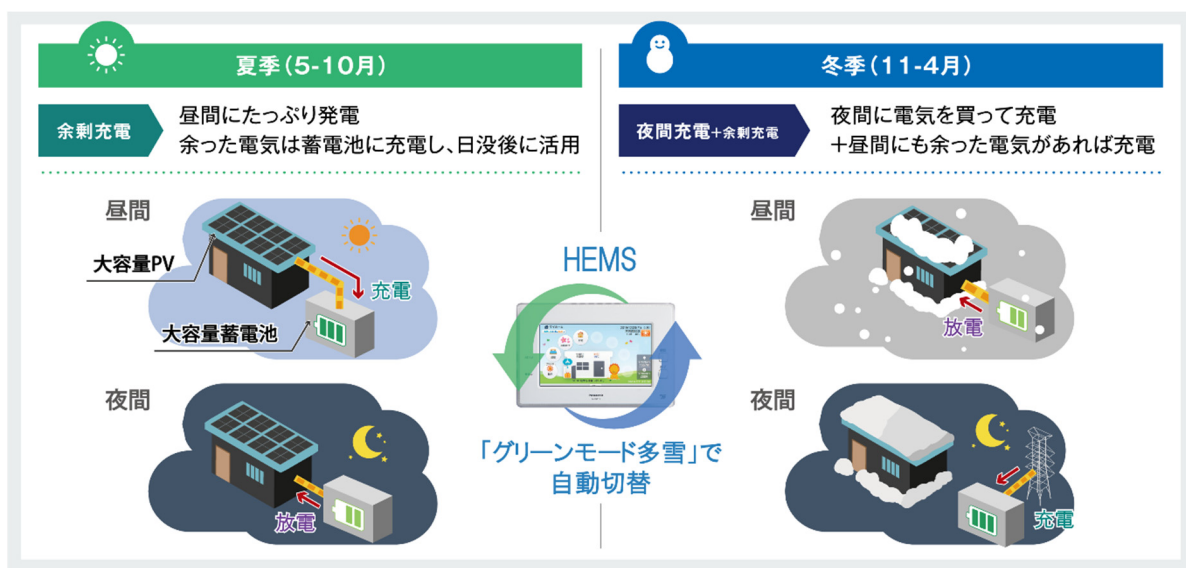 夏季(5-10月)
余剰充電
昼間にたっぷり発電
余った電気は蓄電池に充電し、日没後に活用
昼間
大容量PV
充電
大容量蓄電池
夜間
放電
HEMS
「グリーンモード多雪」で
自動切替
冬季(11-4月)
夜間充電+余剰充電
夜間に電気を買って充電
+昼間にも余った電気があれば充電
昼間
放電
夜間
充電